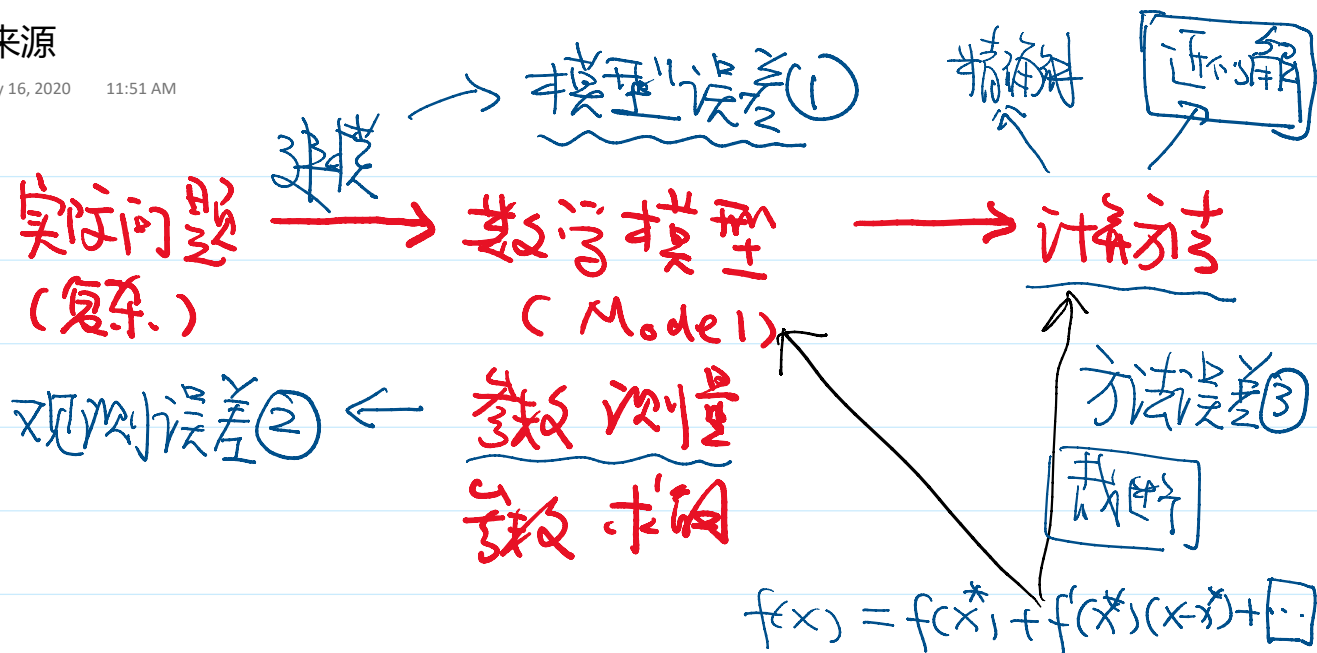 来源
16, 2020 11:51 AM
模型误差①
精确解
近似解
建模
实际问题
数学模型
计算方法
(复杂)
(Model)
观测误差②
参数测量
方法误差③
参数求解
截断
f(x) = f(x*) + f'(x*)(x-x*) + ...